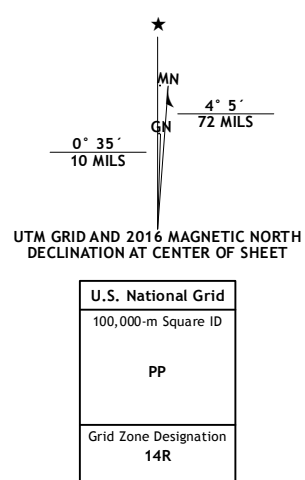 ★
MN
GN
4° 5´
72 MILS
0° 35´
10 MILS
UTM GRID AND 2016 MAGNETIC NORTH
DECLINATION AT CENTER OF SHEET
U.S. National Grid
100,000-m Square ID
PP
Grid Zone Designation
14R